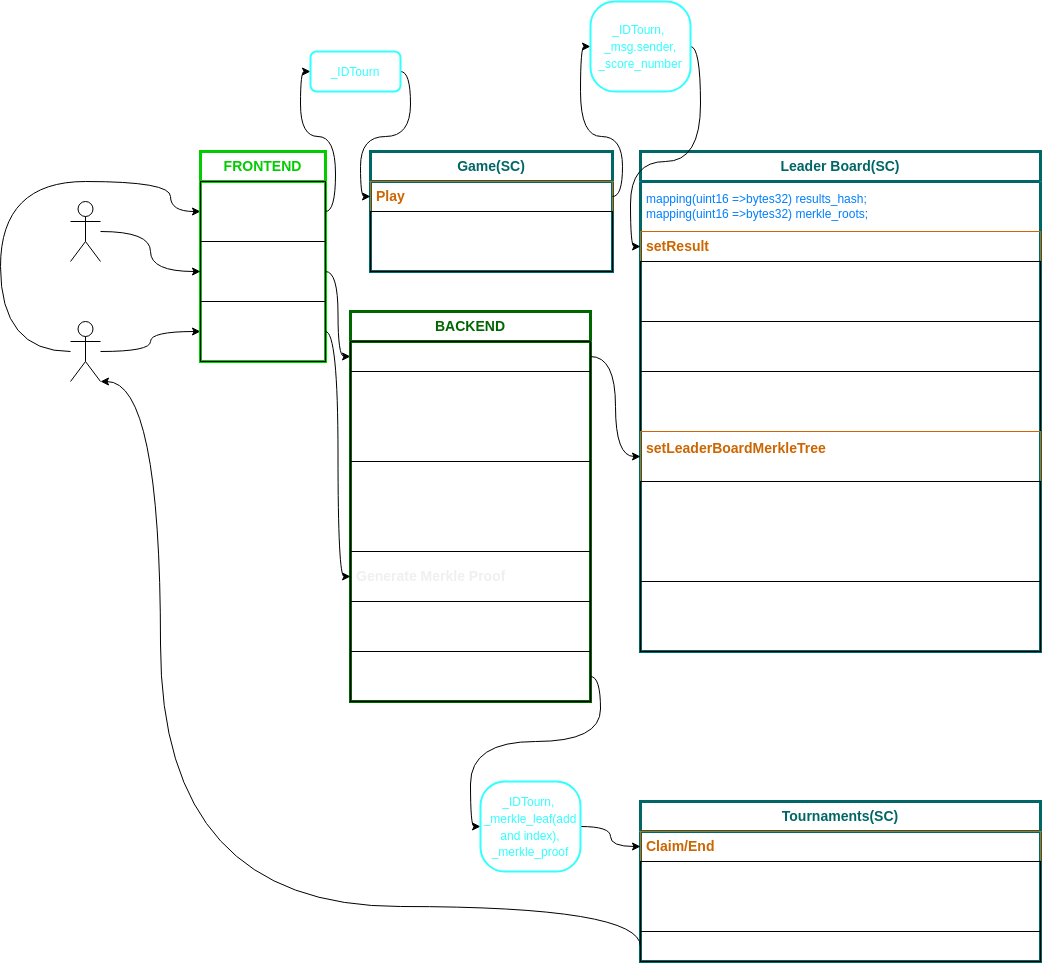 _IDTourn,
_msg.sender,
_score_number
_IDTourn
FRONTEND
Game(SC)
Play
Leader Board(SC)
mapping(uint16 =>bytes32) results_hash;
mapping(uint16 =>bytes32) merkle_roots;
setResult
BACKEND
setLeaderBoardMerkleTree
Generate Merkle Proof
_IDTourn,
_merkle_leaf(add
and index),
_merkle_proof
Tournaments(SC)
Claim/End